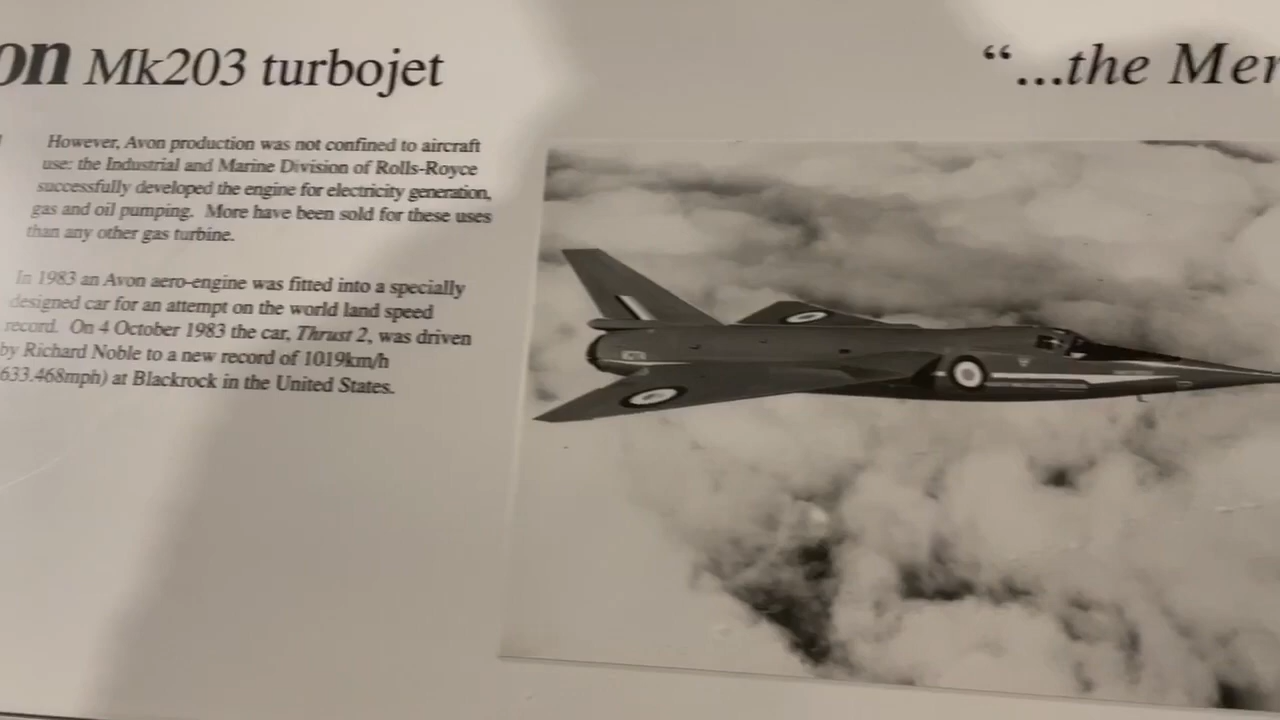 on Mk203 turbojet
However, Avon production was not confined to aircraft
use: the Industrial and Marine Division of Rolls-Royce
successfully developed the engine for electricity generation,
gas and oil pumping. More have been sold for these uses
than any other gas turbine.
In 1983 an Avon aero-engine was fitted into a specially
designed car for an attempt on the world land speed
record. On 4 October 1983 the car, Thrust 2, was driven
by Richard Noble to a new record of 1019km/h
633.468mph) at Blackrock in the United States.
“...the Mer